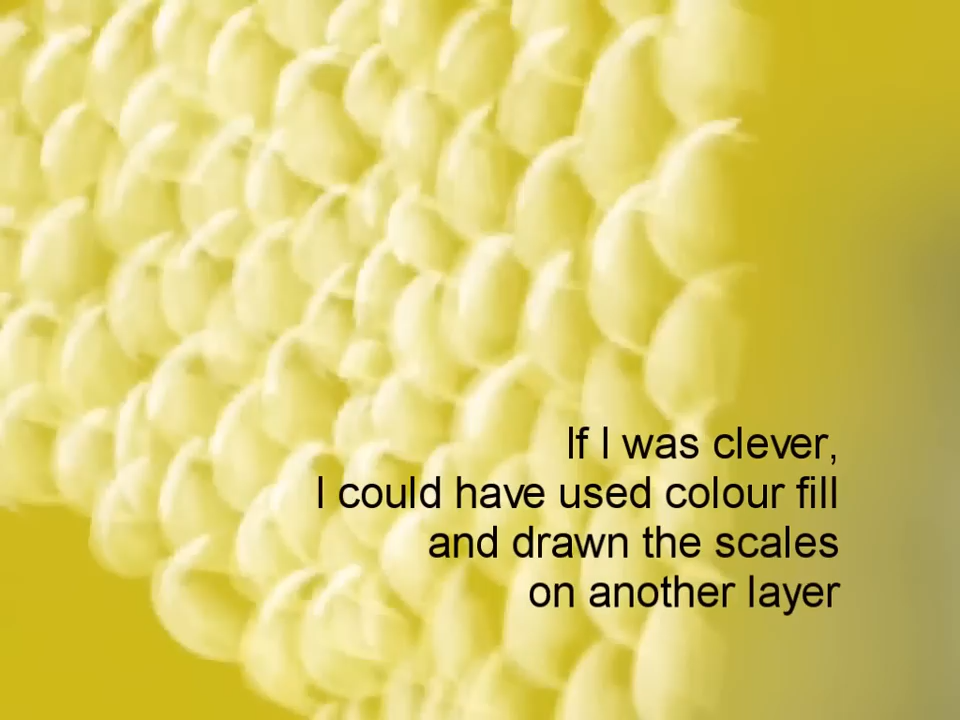 If I was clever,
I could have used colour fill
and drawn the scales
on another layer